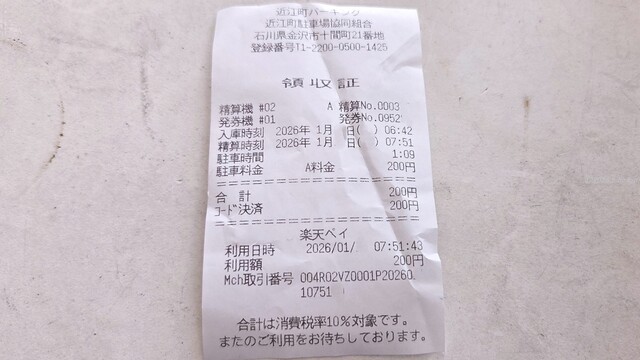 近江町パーキング
近江町駐車場協同組合
石川県金沢市十間町21番地
登録番号T1-2200-0500-1425
領収証
精算機 #02 A 精算No.0003
発券機 #01 発券No.0952
入庫時刻 2026年 1月 日( ) 06:42
精算時刻 2026年 1月 日( ) 07:51
駐車時間 1:09
駐車料金 A料金 200円
合 計 200円
コード決済 200円
楽天ペイ
利用日時 2026/01/ 07:51:43
利用額 200円
Mch取引番号 004R02VZ0001P20260
10751
合計は消費税率10%対象です。
またのご利用をお待ちしております。